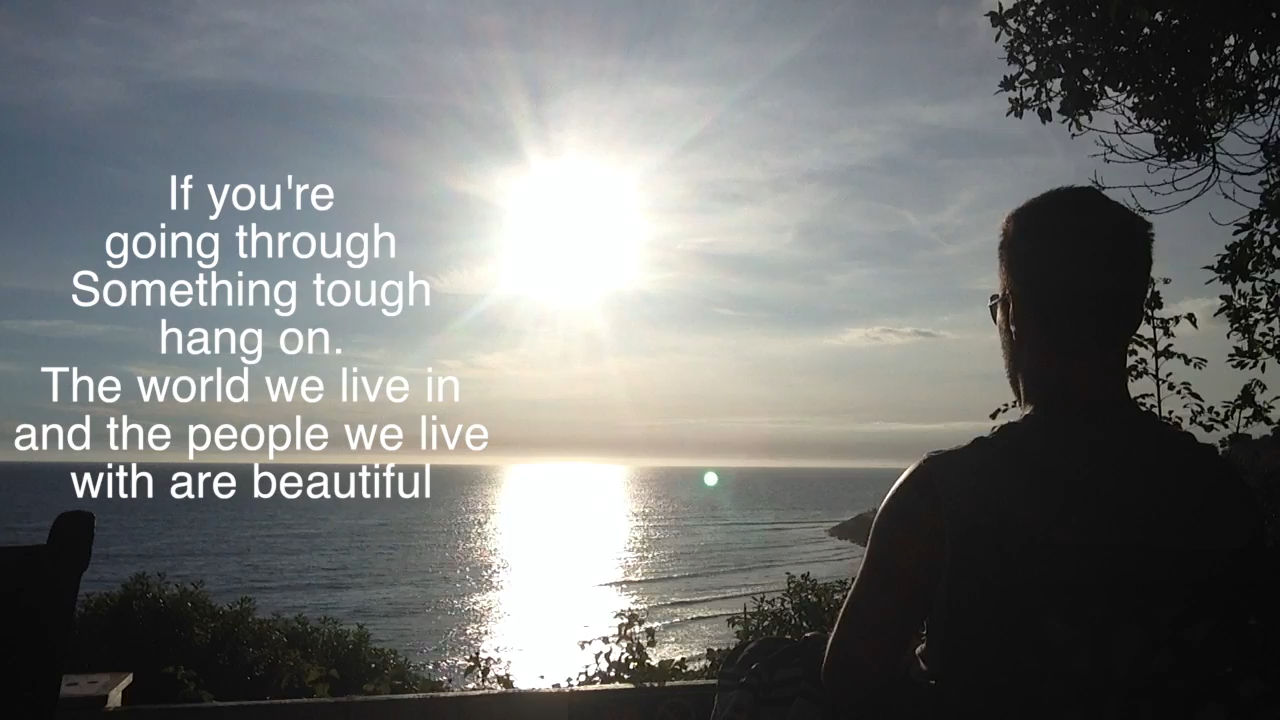 If you're
going through
Something tough
hang on.
The world we live in
and the people we live
with are beautiful